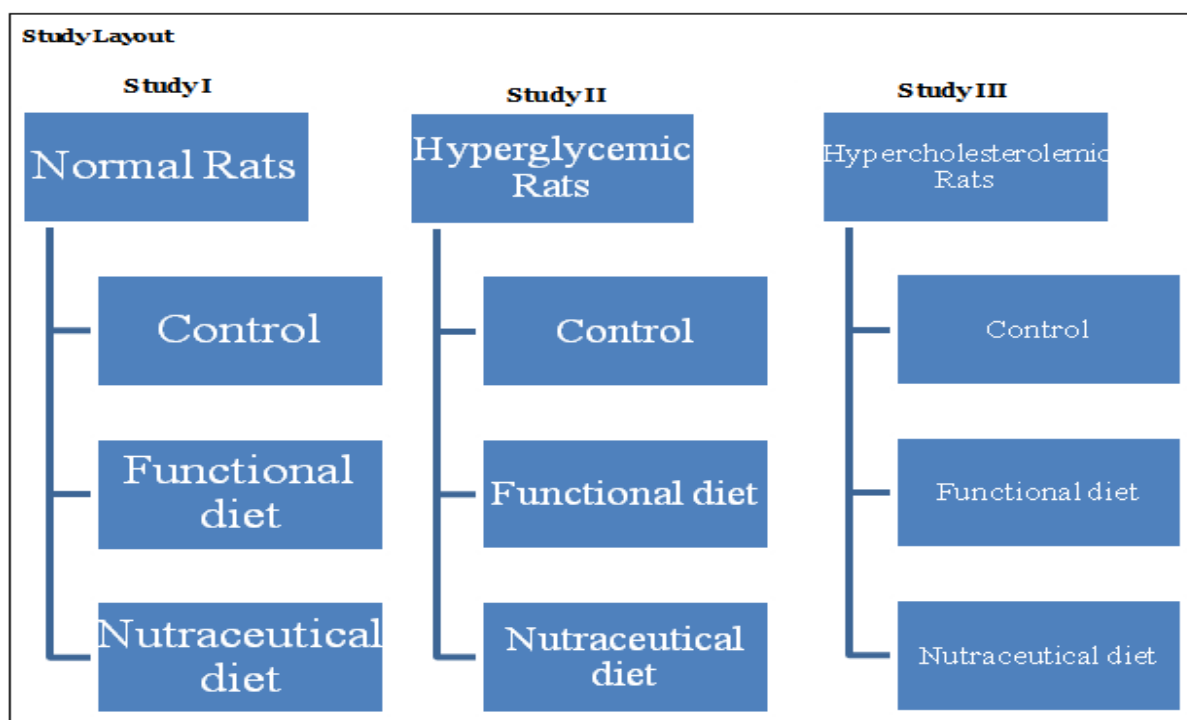 Study Layout
Study I
Normal Rats
Control
Functional
diet
Nutraceutical
diet
Study II
Hyperglycemic
Rats
Control
Functional diet
Nutraceutical
diet
Study III
Hypercholesterolemic
Rats
Control
Functional diet
Nutraceutical diet